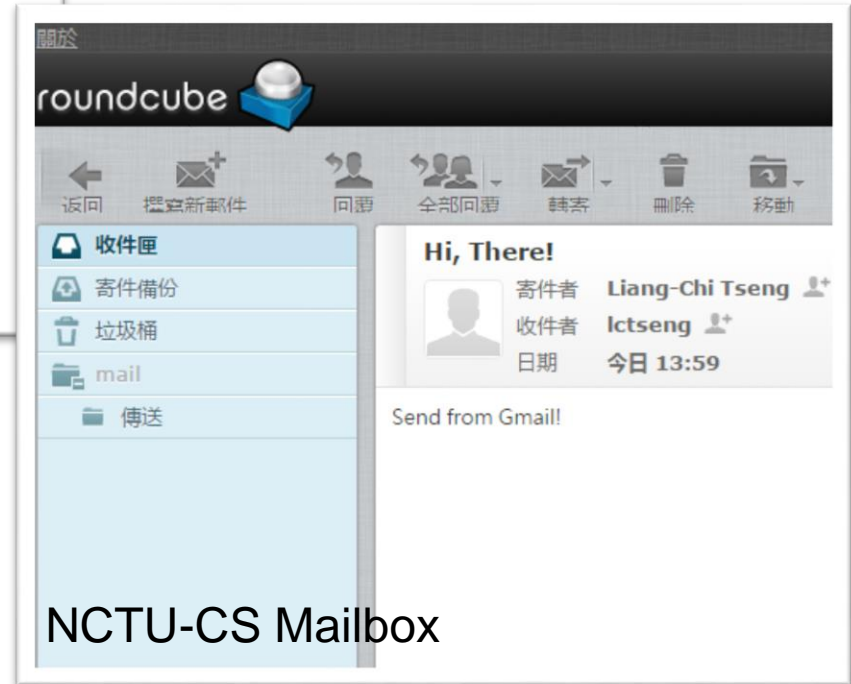 關於
roundcube
返回 撰寫新郵件 回覆 全部回覆 轉寄 刪除 移動
收件匣
寄件備份
垃圾桶
mail
傳送
Hi, There!
寄件者 Liang-Chi Tseng
收件者 lctseng
日期 今日 13:59
Send from Gmail!
NCTU-CS Mailbox